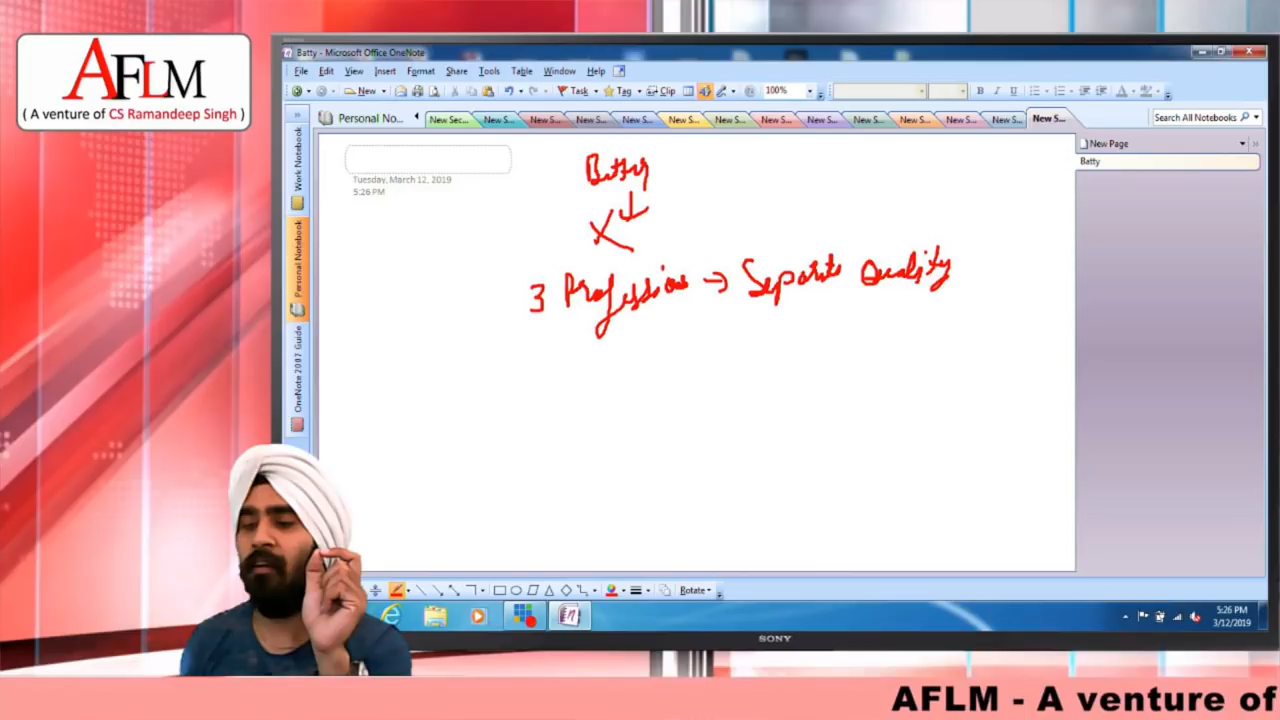 AFLM
( A venture of CS Ramandeep Singh )
Batty - Microsoft Office OneNote
File Edit View Insert Format Share Tools Table Window Help
New Task Tag Clip 100% B I U
Personal No... New Sec... New S... New S... New S... New S... New S... New S... New S... New S... New S... New S... New S... New S... New S... Search All Notebooks
New Page
Batty
Work Notebook
Personal Notebook
OneNote 2007 Guide
Tuesday, March 12, 2019
5:26 PM
Batty
3 Profession → Separate Quality
Rotate
5:26 PM
3/12/2019
SONY
AFLM - A venture of